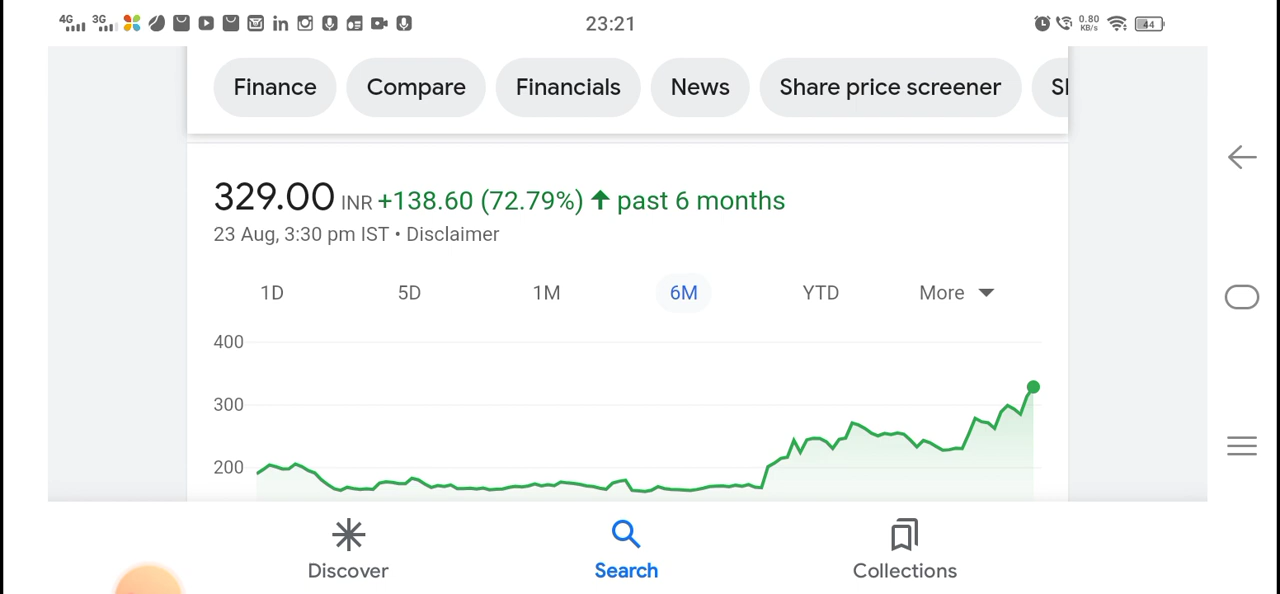 4G 3G 23:21 0.80 KB/s 44
Finance Compare Financials News Share price screener
329.00 INR +138.60 (72.79%) ↑ past 6 months
23 Aug, 3:30 pm IST • Disclaimer
1D 5D 1M 6M YTD More
400
300
200
Discover Search Collections